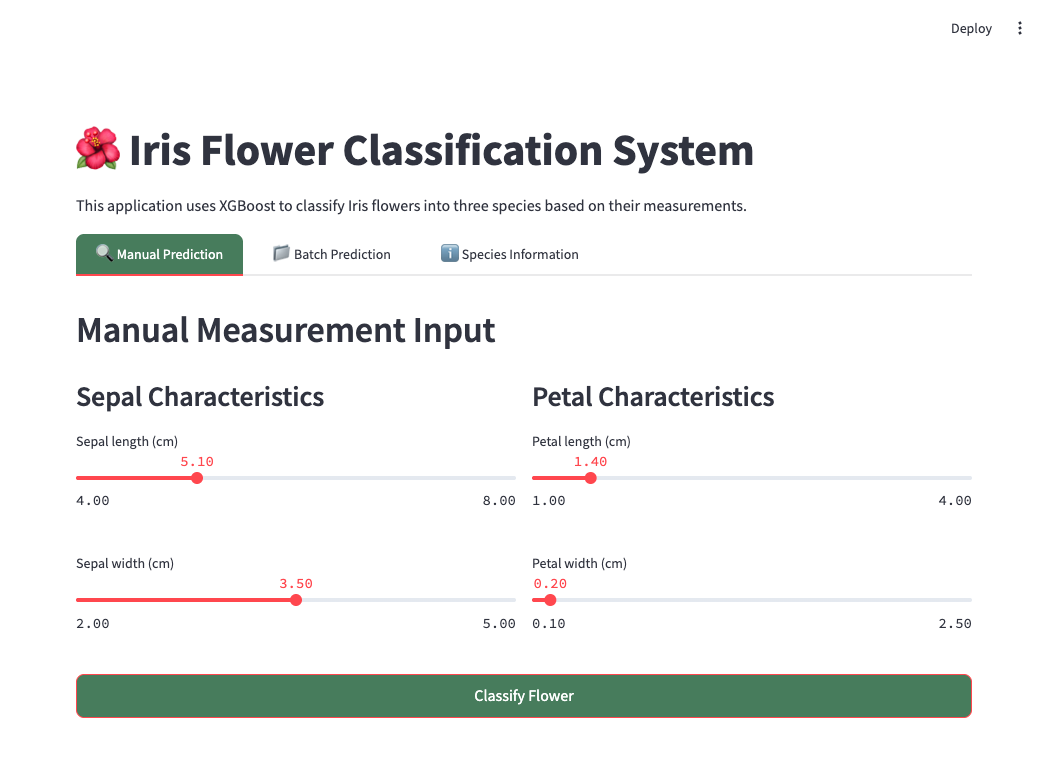 Deploy
Iris Flower Classification System
This application uses XGBoost to classify Iris flowers into three species based on their measurements.
Manual Prediction
Batch Prediction
Species Information
Manual Measurement Input
Sepal Characteristics
Sepal length (cm)
5.10
4.00 8.00
Sepal width (cm)
3.50
2.00 5.00
Petal Characteristics
Petal length (cm)
1.40
1.00 4.00
Petal width (cm)
0.20
0.10 2.50
Classify Flower